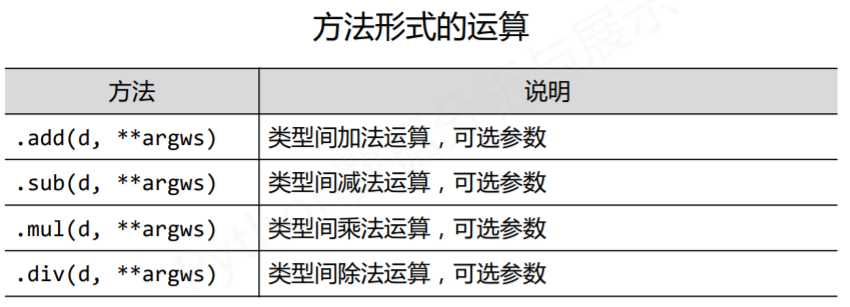 方法形式的运算
方法 说明
.add(d, **argws) 类型间加法运算，可选参数
.sub(d, **argws) 类型间减法运算，可选参数
.mul(d, **argws) 类型间乘法运算，可选参数
.div(d, **argws) 类型间除法运算，可选参数